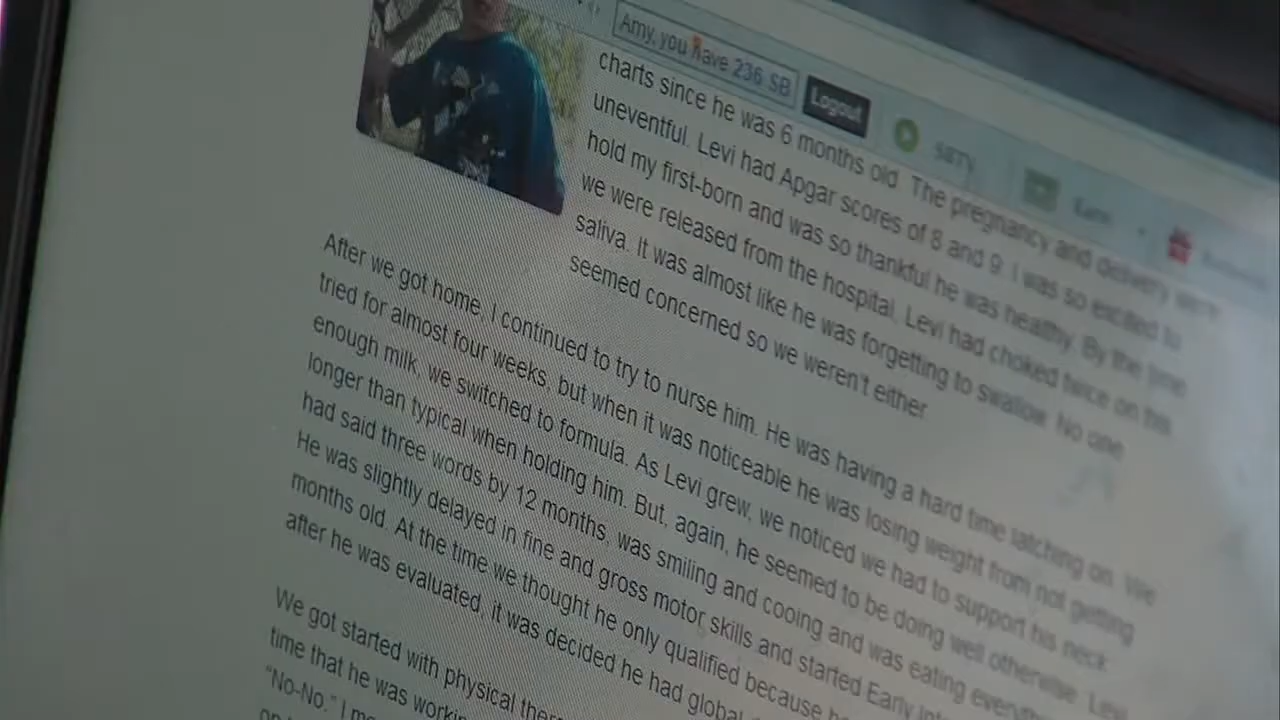 Amy, you have 236 SB
Logout
charts since he was 6 months old. The pregnancy and delivery were
uneventful. Levi had Apgar scores of 8 and 9. I was so excited to
hold my first-born and was so thankful he was healthy. By the time
we were released from the hospital, Levi had choked twice on his
saliva. It was almost like he was forgetting to swallow. No one
seemed concerned so we weren't either.
After we got home, I continued to try to nurse him. He was having a hard time latching on. We
tried for almost four weeks, but when it was noticeable he was losing weight from not getting
enough milk, we switched to formula. As Levi grew, we noticed we had to support his neck
longer than typical when holding him. But, again, he seemed to be doing well otherwise. Levi
had said three words by 12 months, was smiling and cooing and was eating everyth
He was slightly delayed in fine and gross motor skills and started Early Int
months old. At the time we thought he only qualified because h
after he was evaluated, it was decided he had global
We got started with physical ther
time that he was workin
"No-No." I m